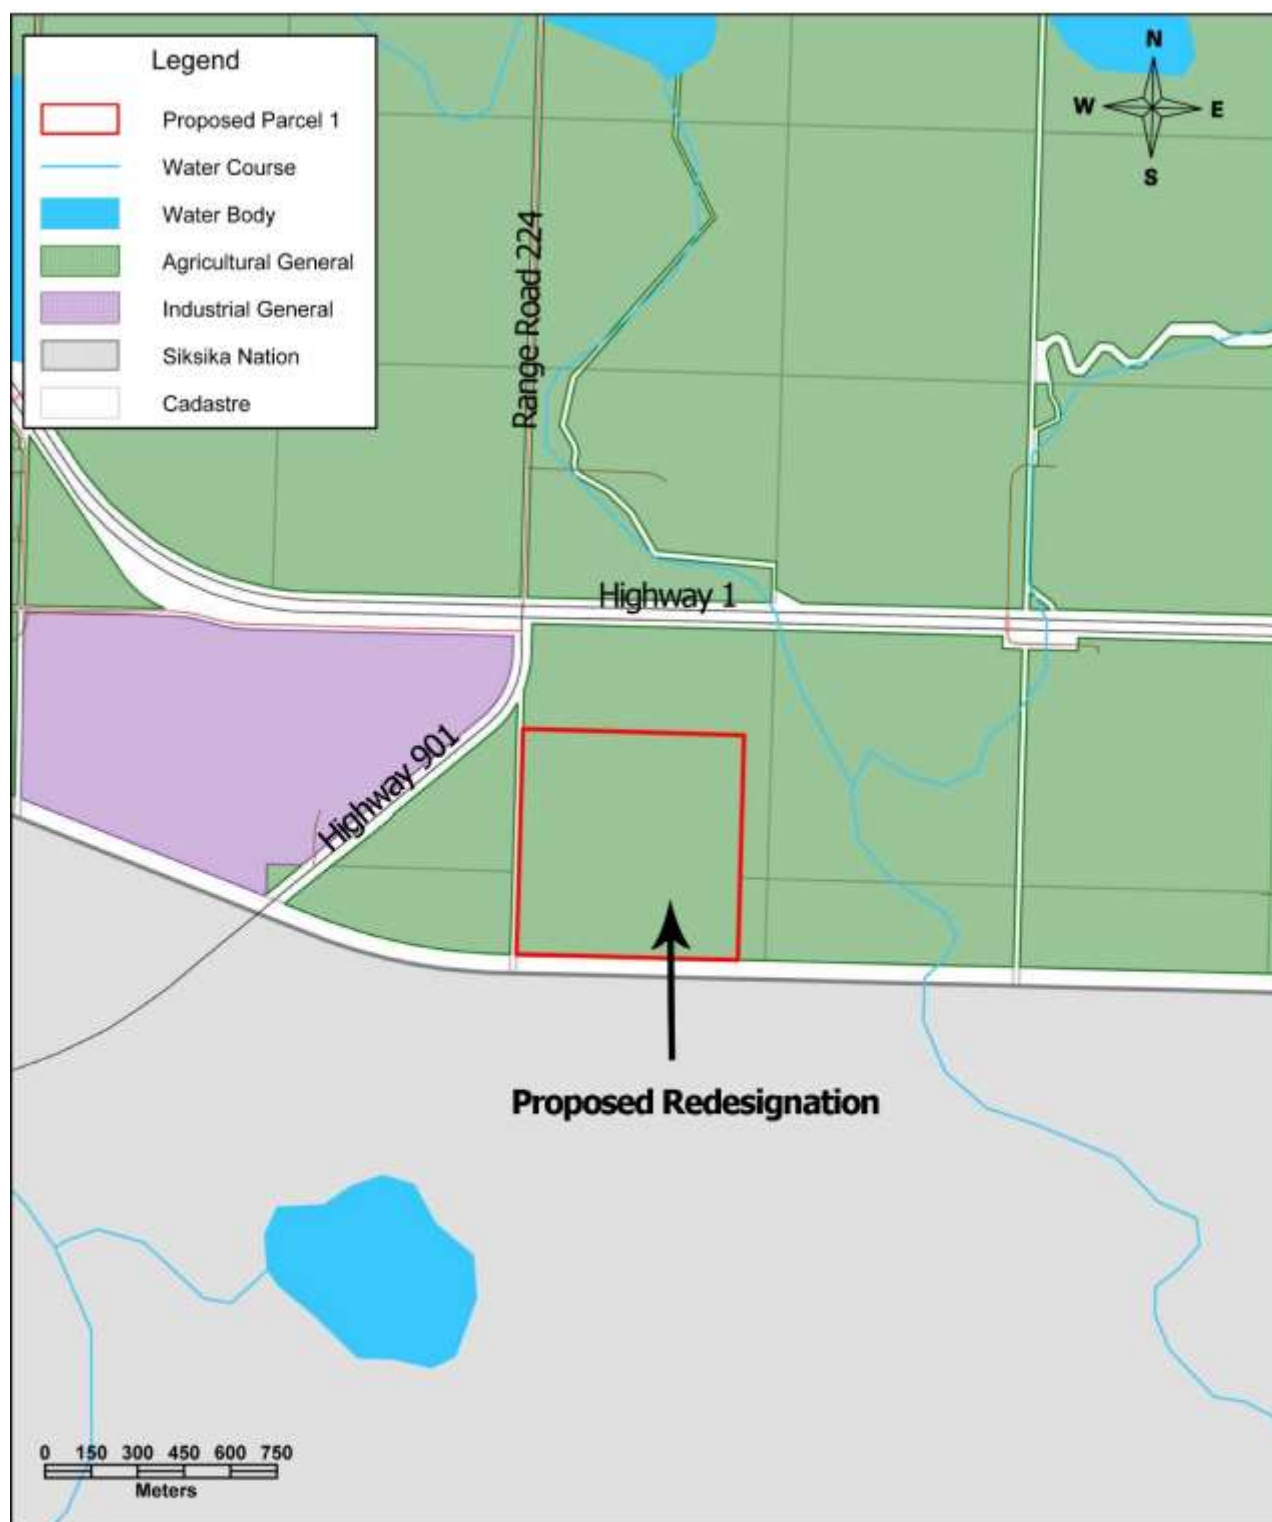 Legend
Proposed Parcel 1
Water Course
Water Body
Agricultural General
Industrial General
Siksika Nation
Cadastre
N
W E
S
Range Road 224
Highway 1
Highway 901
Proposed Redesignation
0 150 300 450 600 750
Meters